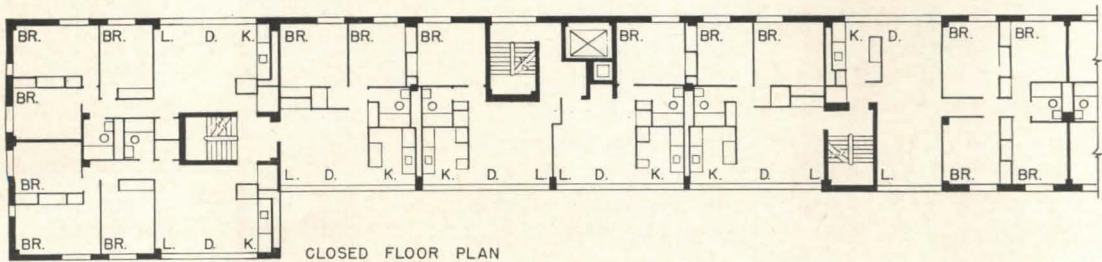 BR. BR. L. D. K. BR. BR. BR. BR. BR. BR. K. D. BR. BR.
BR.
BR. L. D. K. D. L. L. D. K. K. D. L. L. BR. BR.
BR.
BR. BR. L. D. K.
CLOSED FLOOR PLAN